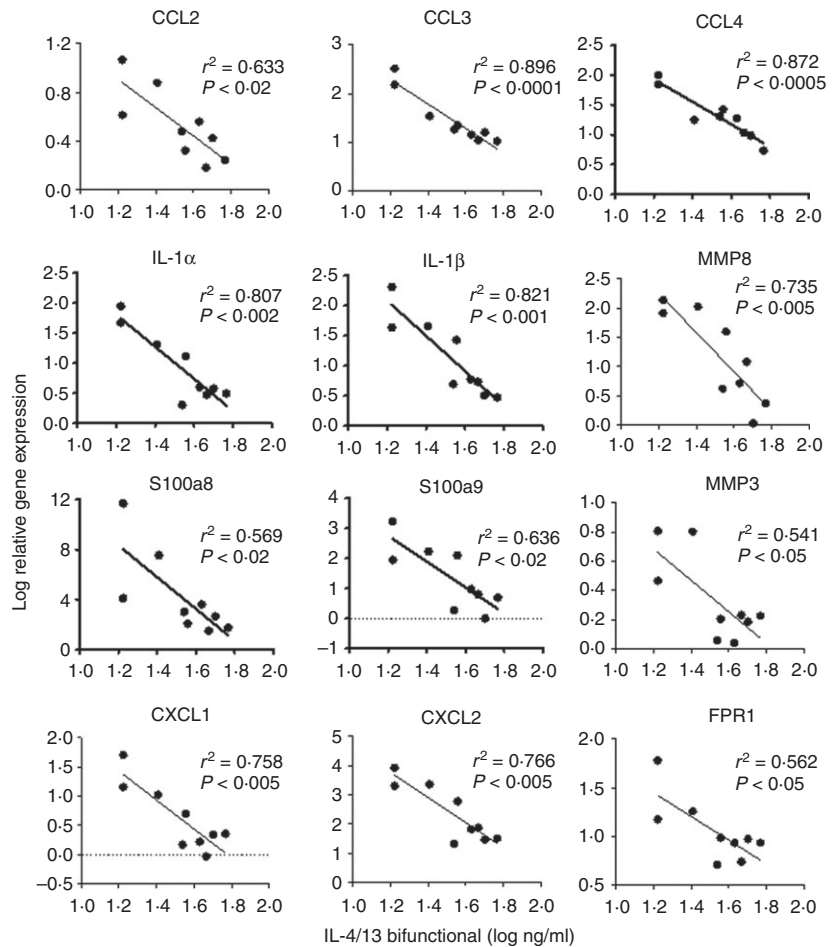 CCL2
1·2
0·8
0·4
0·0
1·0 1·2 1·4 1·6 1·8 2·0
r² = 0·633
P < 0·02
CCL3
3
2
1
0
1·0 1·2 1·4 1·6 1·8 2·0
r² = 0·896
P < 0·0001
CCL4
2·5
2·0
1·5
1·0
0·5
0·0
1·0 1·2 1·4 1·6 1·8 2·0
r² = 0·872
P < 0·0005
IL-1α
2·5
2·0
1·5
1·0
0·5
0·0
1·0 1·2 1·4 1·6 1·8 2·0
r² = 0·807
P < 0·002
IL-1β
2·5
2·0
1·5
1·0
0·5
0·0
1·0 1·2 1·4 1·6 1·8 2·0
r² = 0·821
P < 0·001
MMP8
2·5
2·0
1·5
1·0
0·5
0·0
1·0 1·2 1·4 1·6 1·8 2·0
r² = 0·735
P < 0·005
Log relative gene expression
S100a8
12
8
4
0
1·0 1·2 1·4 1·6 1·8 2·0
r² = 0·569
P < 0·02
S100a9
4
3
2
1
0
−1
1·0 1·2 1·4 1·6 1·8 2·0
r² = 0·636
P < 0·02
MMP3
1·0
0·8
0·6
0·4
0·2
0·0
1·0 1·2 1·4 1·6 1·8 2·0
r² = 0·541
P < 0·05
CXCL1
2·0
1·5
1·0
0·5
0·0
−0·5
1·0 1·2 1·4 1·6 1·8 2·0
r² = 0·758
P < 0·005
CXCL2
5
4
3
2
1
0
1·0 1·2 1·4 1·6 1·8 2·0
r² = 0·766
P < 0·005
FPR1
2·0
1·5
1·0
0·5
1·0 1·2 1·4 1·6 1·8 2·0
r² = 0·562
P < 0·05
IL-4/13 bifunctional (log ng/ml)